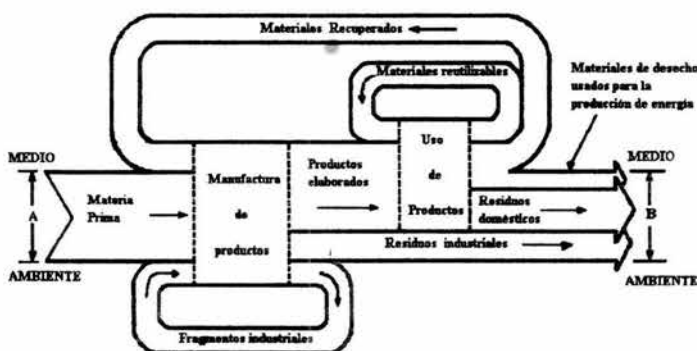 Materiales Recuperados
Materiales reutilizables
Materiales de desecho
usados para la
producción de energía
MEDIO
A
AMBIENTE
Materia
Prima
Manufactura
de
productos
Productos
elaborados
Uso
de
Productos
Residuos
domésticos
Residuos industriales
Fragmentos industriales
MEDIO
B
AMBIENTE